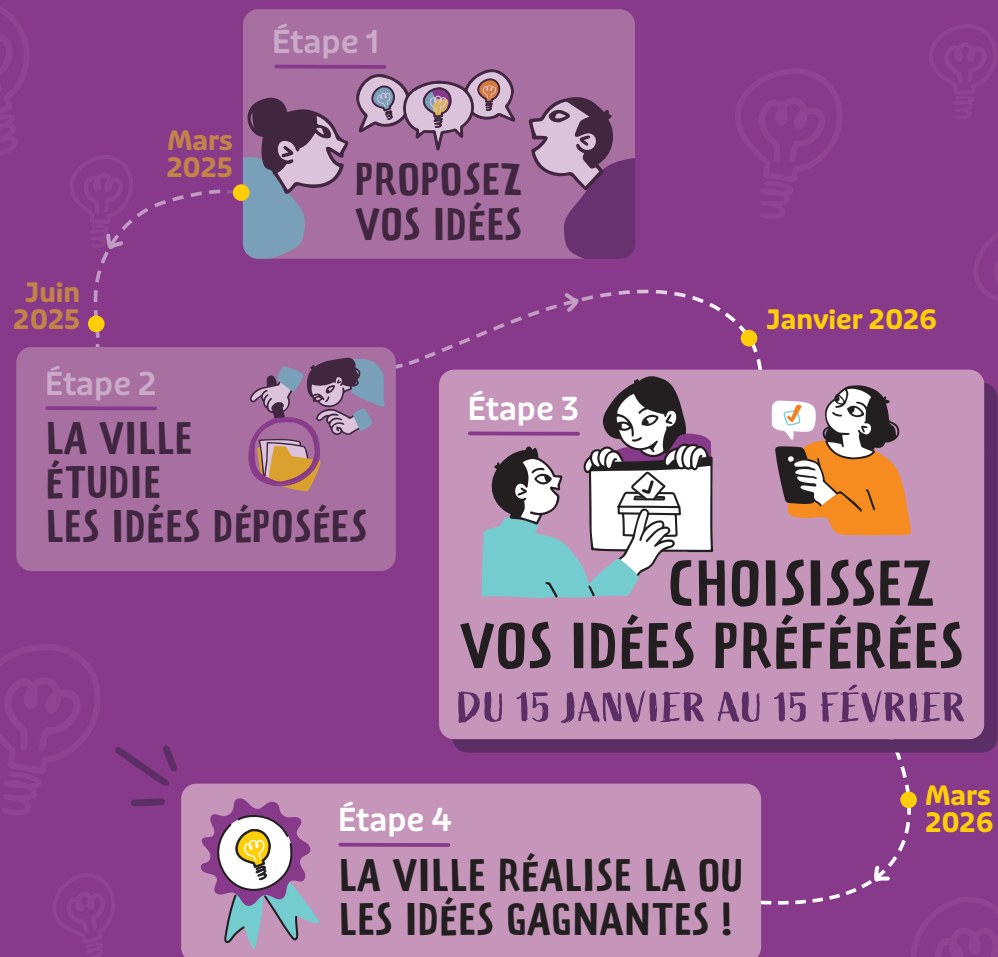 Étape 1
Mars
2025
PROPOSEZ
VOS IDÉES
Juin
2025
Étape 2
LA VILLE
ÉTUDIE
LES IDÉES DÉPOSÉES
Janvier 2026
Étape 3
CHOISISSEZ
VOS IDÉES PRÉFÉRÉES
DU 15 JANVIER AU 15 FÉVRIER
Mars
2026
Étape 4
LA VILLE RÉALISE LA OU
LES IDÉES GAGNANTES !